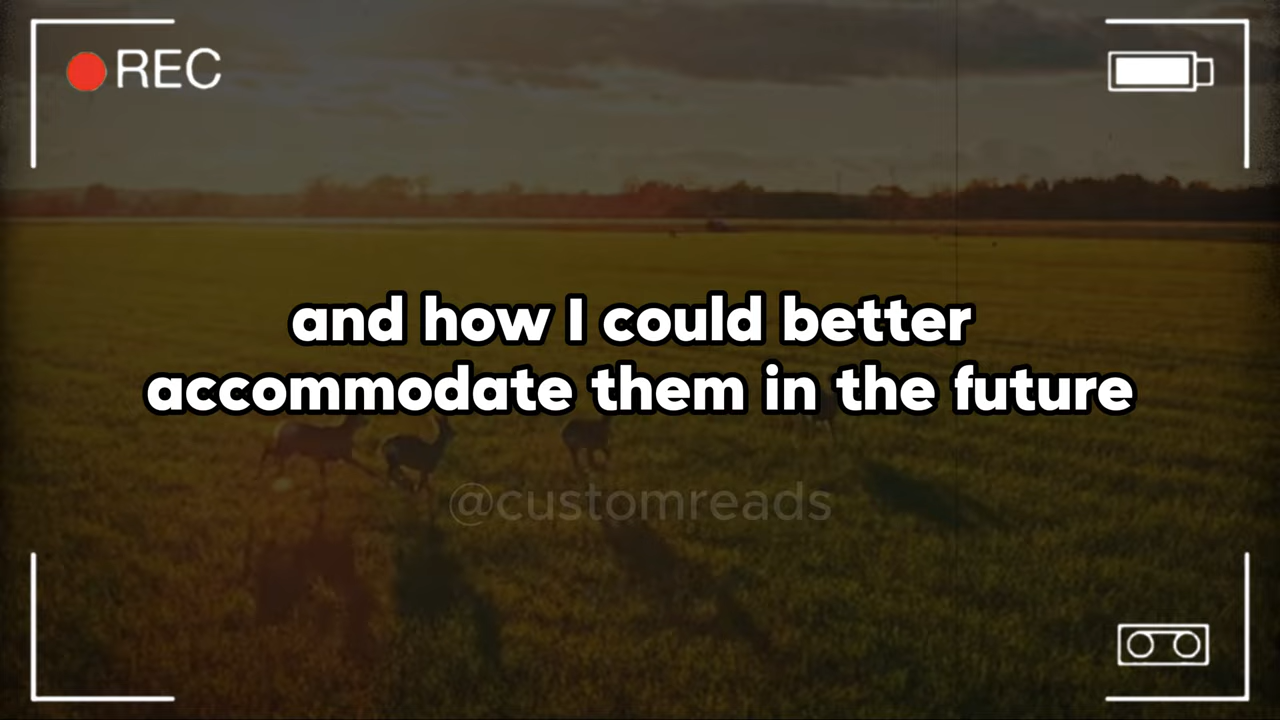 REC
and how I could better
accommodate them in the future
@customreads